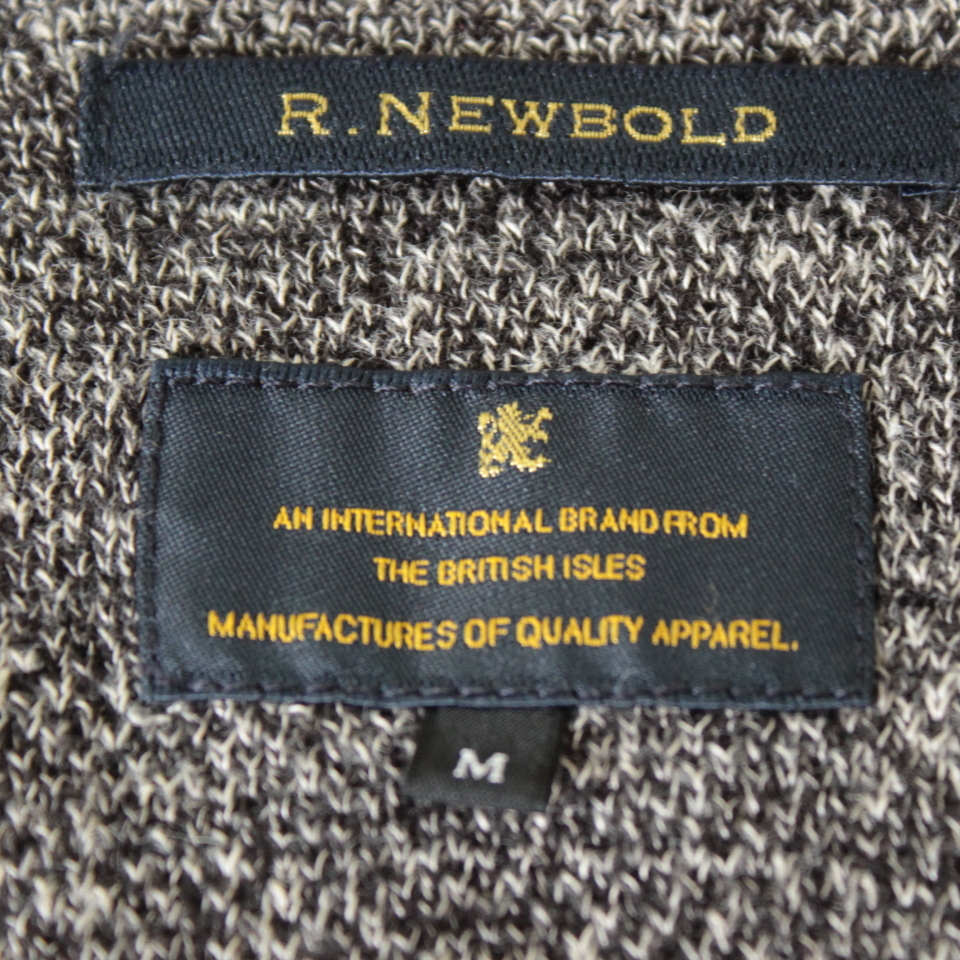 R. NEWBOLD
AN INTERNATIONAL BRAND FROM
THE BRITISH ISLES
MANUFACTURES OF QUALITY APPAREL.
M